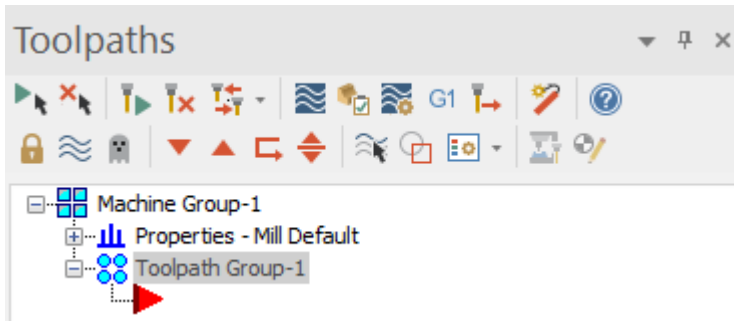 Toolpaths
G1
Machine Group-1
Properties - Mill Default
Toolpath Group-1